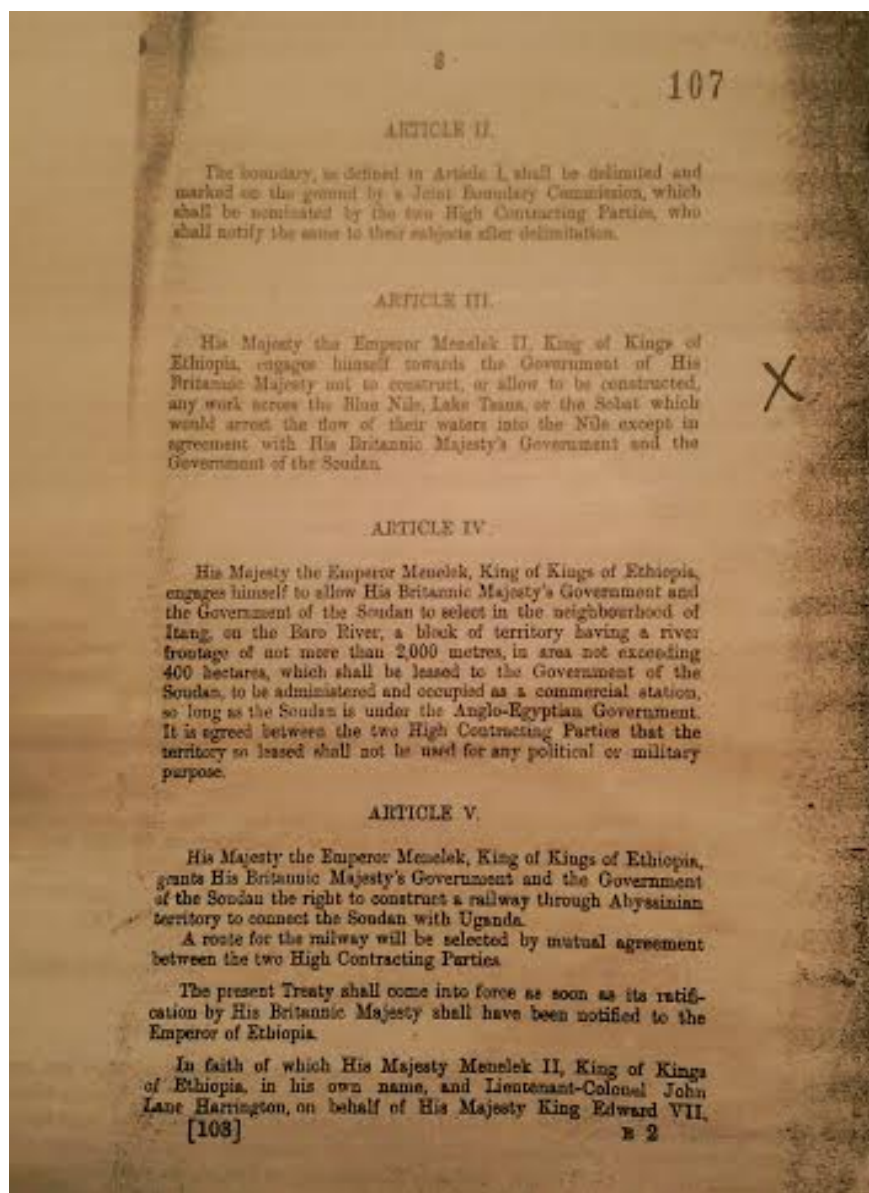 107
ARTICLE II.
The boundary, as defined in Article I, shall be delimited and
marked on the ground by a Joint Boundary Commission, which
shall be nominated by the two High Contracting Parties, who
shall notify the same to their subjects after delimitation.
ARTICLE III.
His Majesty the Emperor Menelek II, King of Kings of
Ethiopia, engages himself towards the Government of His
Britannic Majesty not to construct, or allow to be constructed,
any work across the Blue Nile, Lake Tsana, or the Sobat which
would arrest the flow of their waters into the Nile except in
agreement with His Britannic Majesty's Government and the
Government of the Soudan.
X
ARTICLE IV.
His Majesty the Emperor Menelek, King of Kings of Ethiopia,
engages himself to allow His Britannic Majesty's Government and
the Government of the Soudan to select in the neighbourhood of
Itang, on the Baro River, a block of territory having a river
frontage of not more than 2,000 metres, in area not exceeding
400 hectares, which shall be leased to the Government of the
Soudan, to be administered and occupied as a commercial station,
so long as the Soudan is under the Anglo-Egyptian Government.
It is agreed between the two High Contracting Parties that the
territory so leased shall not be used for any political or military
purpose.
ARTICLE V.
His Majesty the Emperor Menelek, King of Kings of Ethiopia,
grants His Britannic Majesty's Government and the Government
of the Soudan the right to construct a railway through Abyssinian
territory to connect the Soudan with Uganda.
A route for the railway will be selected by mutual agreement
between the two High Contracting Parties.
The present Treaty shall come into force as soon as its ratifi-
cation by His Britannic Majesty shall have been notified to the
Emperor of Ethiopia.
In faith of which His Majesty Menelek II, King of Kings
of Ethiopia, in his own name, and Lieutenant-Colonel John
Lane Harrington, on behalf of His Majesty King Edward VII,
[103]
B 2